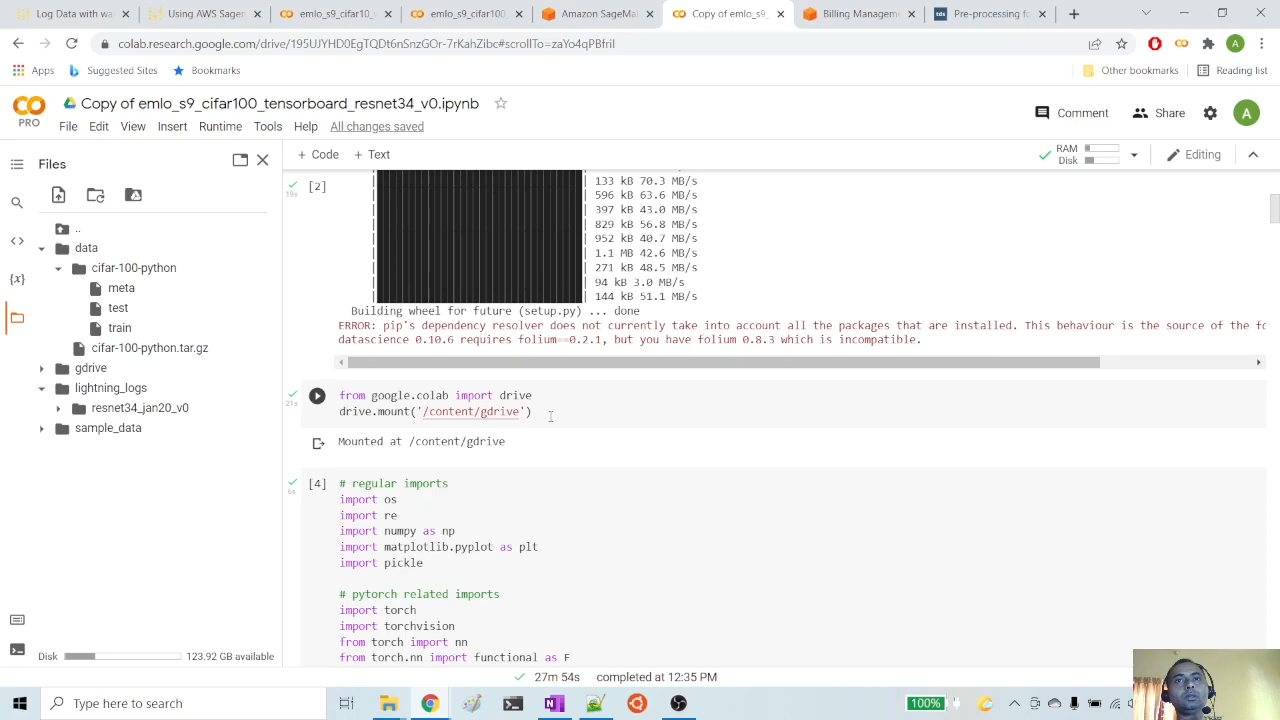 Log Data with
Using AWS Sagem
emlo_s9_cifar10_t
emlo_s9_cifar100
Amazon SageMak
Copy of emlo_s9_
Billing Manageme
tds
Pre-processing fo
colab.research.google.com/drive/195UJYHD0EgTQDt6nSnzGOr-7tKahZibc#scrollTo=zaYo4qPBfriI
A
Apps
Suggested Sites
Bookmarks
Other bookmarks
Reading list
PRO
Copy of emlo_s9_cifar100_tensorboard_resnet34_v0.ipynb
File Edit View Insert Runtime Tools Help All changes saved
Comment
Share
A
Files
+ Code + Text
RAM
Disk
Editing
..
data
cifar-100-python
meta
test
train
cifar-100-python.tar.gz
gdrive
lightning_logs
resnet34_jan20_v0
sample_data
Disk
123.92 GB available
19s
[2]
| 133 kB 70.3 MB/s
| 596 kB 63.6 MB/s
| 397 kB 43.0 MB/s
| 829 kB 56.8 MB/s
| 952 kB 40.7 MB/s
| 1.1 MB 42.6 MB/s
| 271 kB 48.5 MB/s
| 94 kB 3.0 MB/s
| 144 kB 51.1 MB/s
Building wheel for future (setup.py) ... done
ERROR: pip's dependency resolver does not currently take into account all the packages that are installed. This behaviour is the source of the fo
datascience 0.10.6 requires folium==0.2.1, but you have folium 0.8.3 which is incompatible.
21s
from google.colab import drive
drive.mount('/content/gdrive')
Mounted at /content/gdrive
6s
[4]
# regular imports
import os
import re
import numpy as np
import matplotlib.pyplot as plt
import pickle
# pytorch related imports
import torch
import torchvision
from torch import nn
from torch.nn import functional as F
27m 54s completed at 12:35 PM
Type here to search
100%